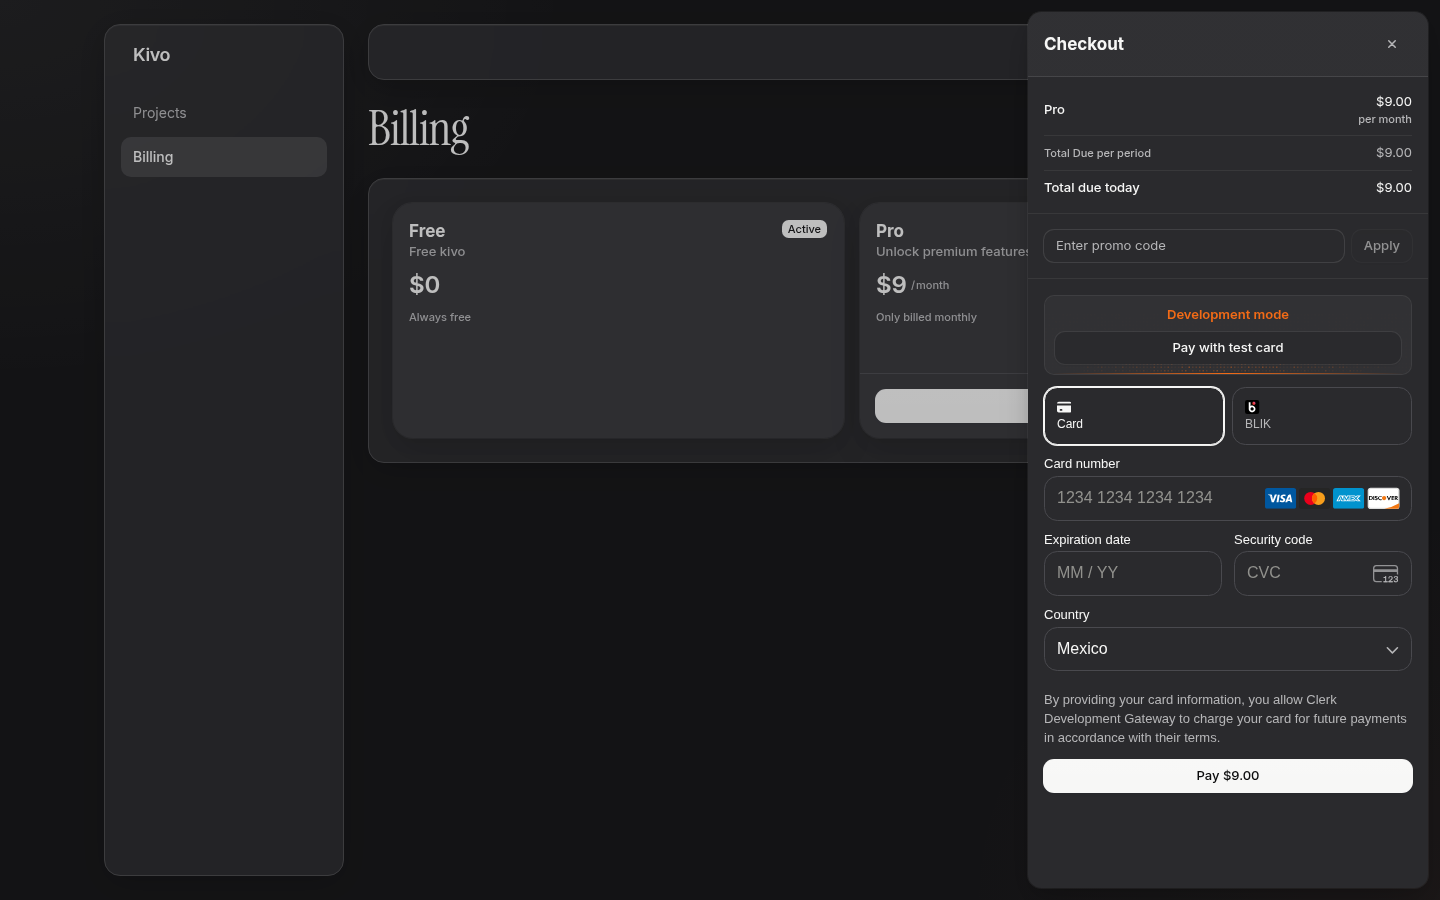 Kivo
Projects
Billing
Billing
Free
Active
Free kivo
$0
Always free
Pro
Unlock premium features
$9 /month
Only billed monthly
Checkout
Pro
$9.00
per month
Total Due per period
$9.00
Total due today
$9.00
Enter promo code
Apply
Development mode
Pay with test card
Card
BLIK
Card number
1234 1234 1234 1234
VISA
AMEX
DISCOVER
Expiration date
Security code
MM / YY
CVC
123
Country
Mexico
By providing your card information, you allow Clerk
Development Gateway to charge your card for future payments
in accordance with their terms.
Pay $9.00